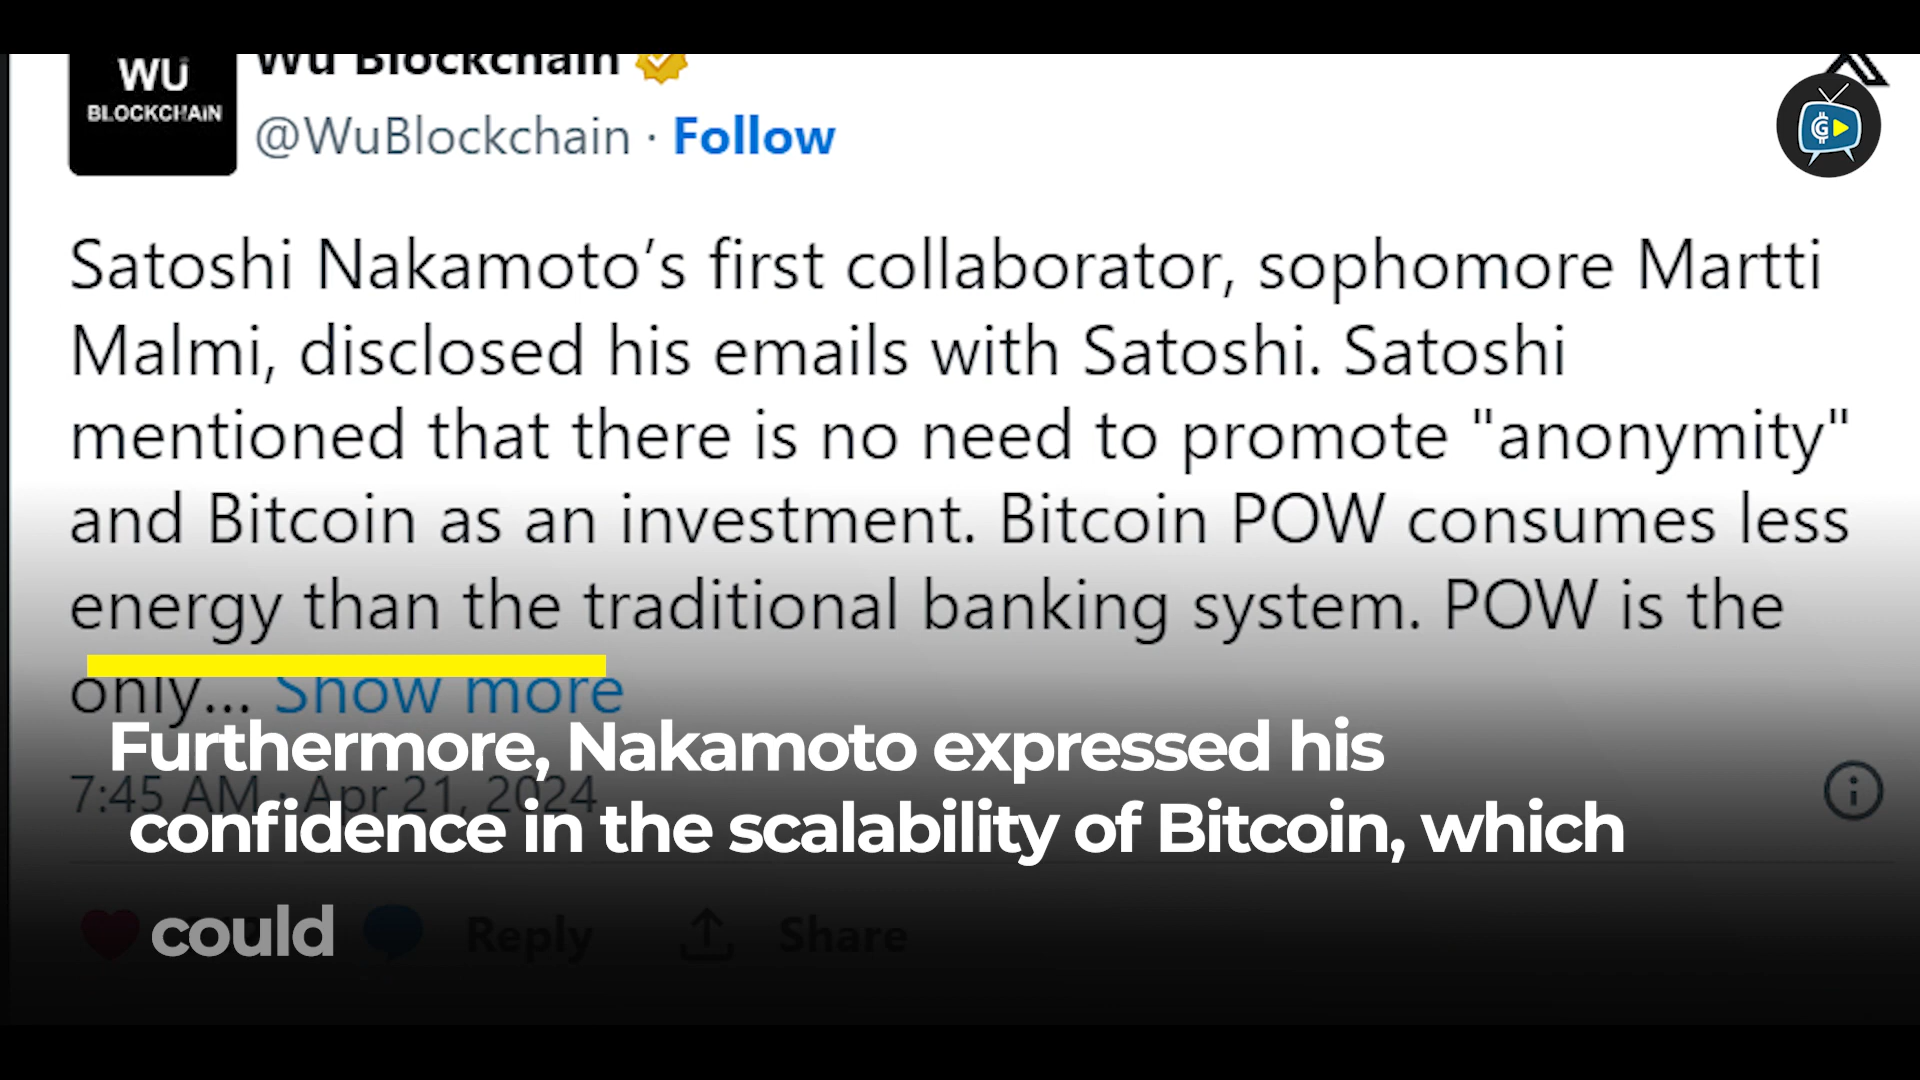 WU
BLOCKCHAIN
Wu Blockchain
@WuBlockchain · Follow
Satoshi Nakamoto’s first collaborator, sophomore Martti
Malmi, disclosed his emails with Satoshi. Satoshi
mentioned that there is no need to promote "anonymity"
and Bitcoin as an investment. Bitcoin POW consumes less
energy than the traditional banking system. POW is the
only... Show more
Furthermore, Nakamoto expressed his
7:45 AM · Apr 21, 2024
confidence in the scalability of Bitcoin, which
could
Reply
Share